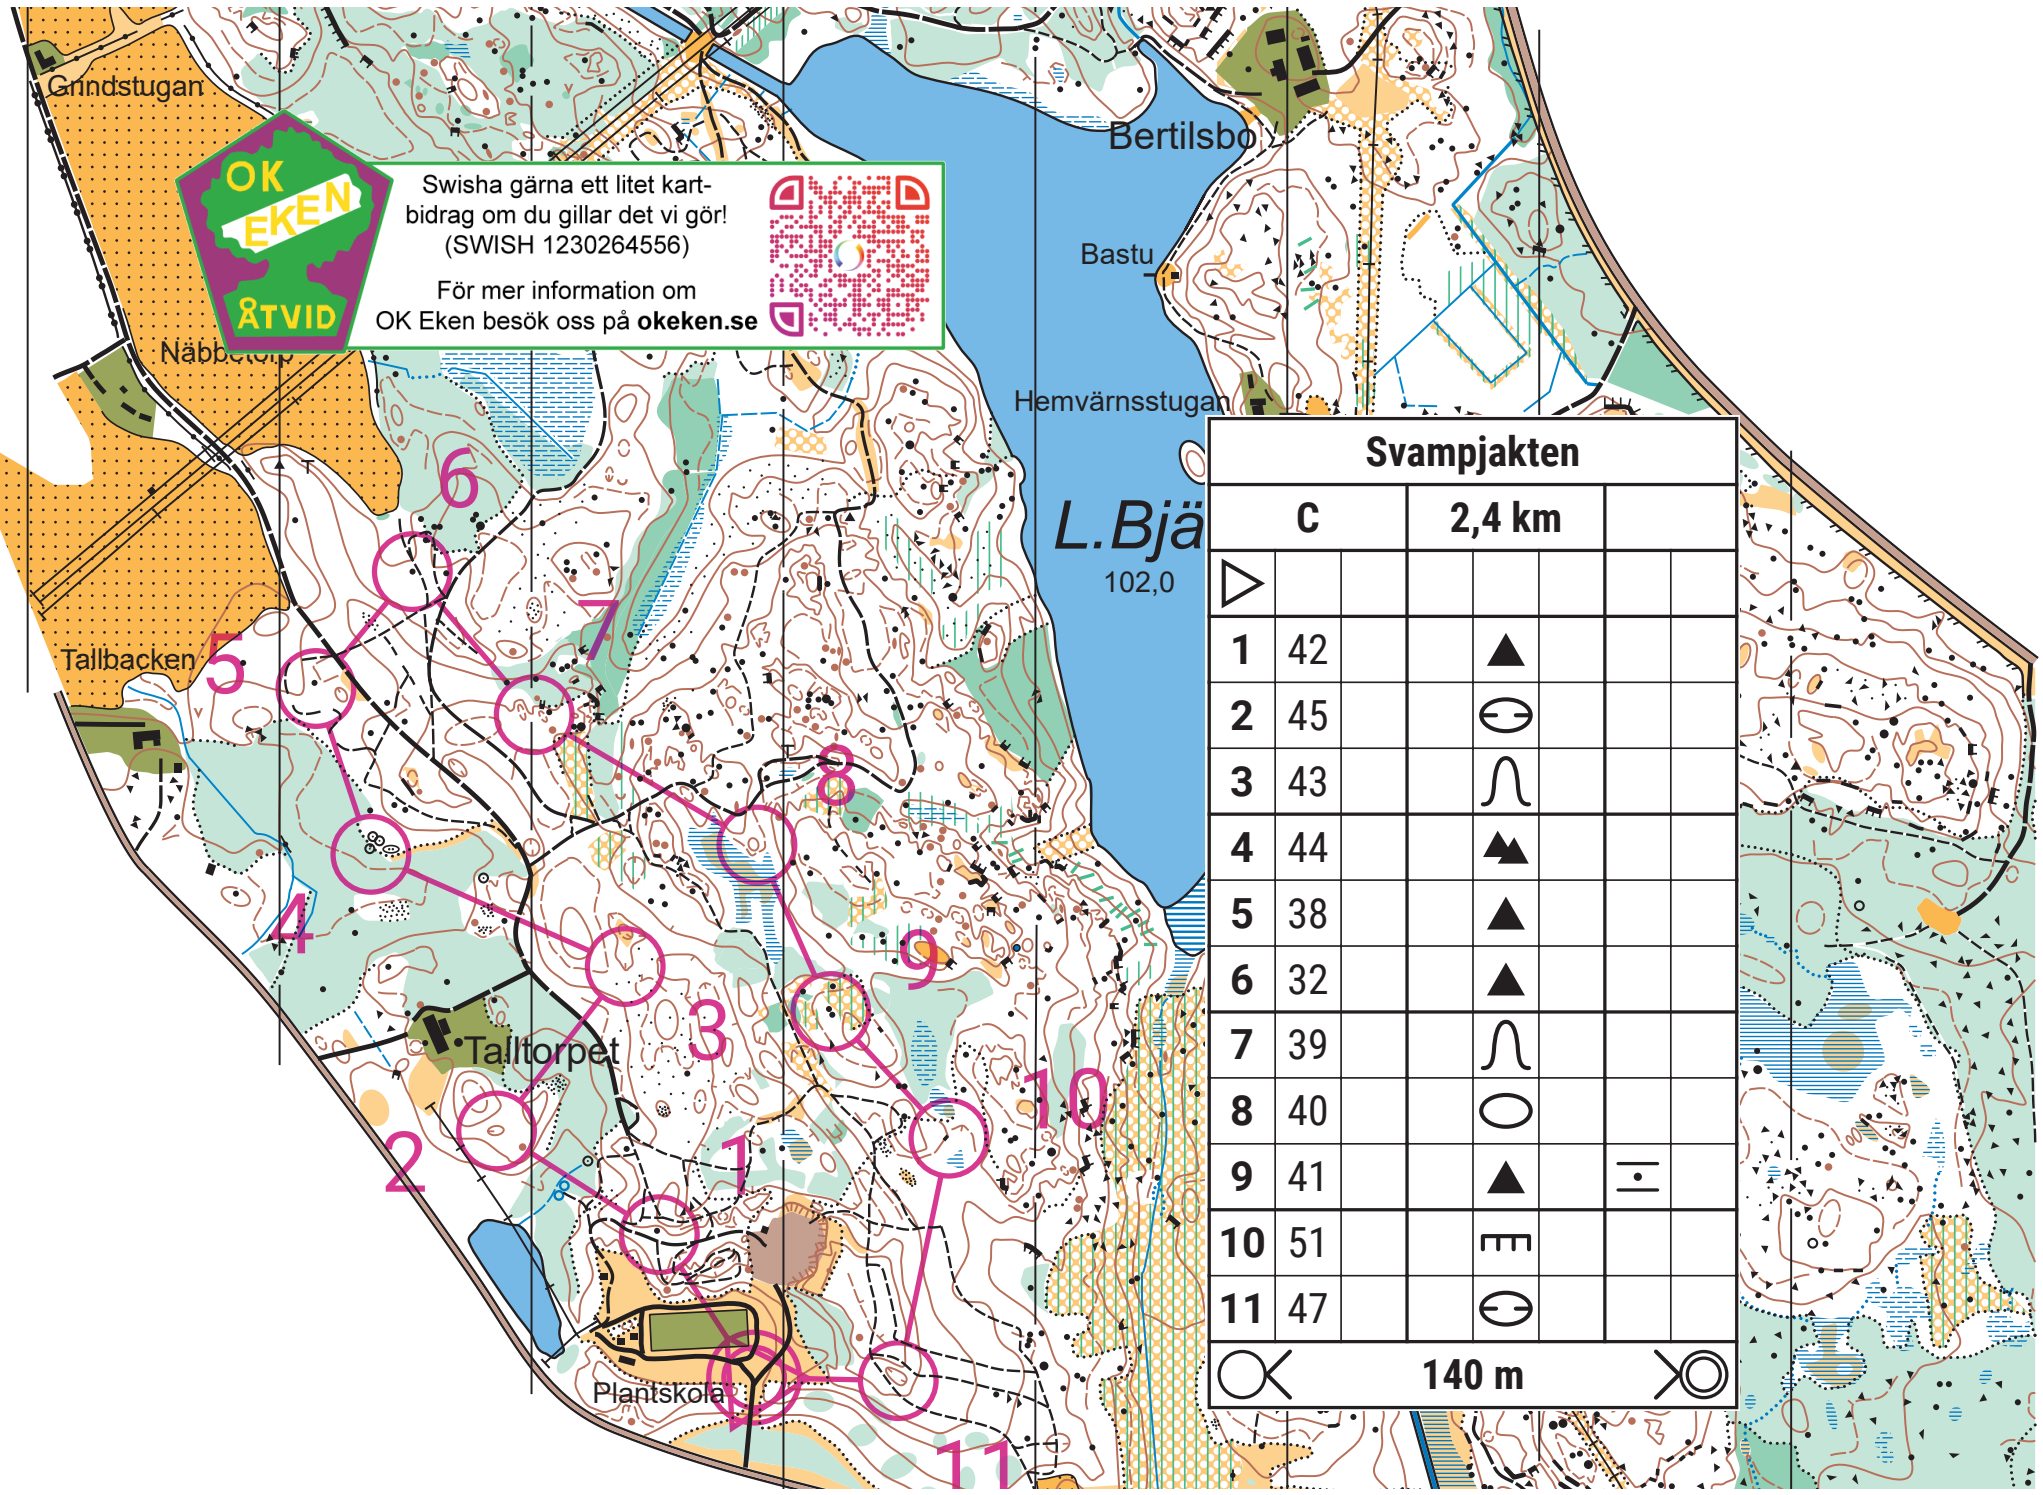 Grindstugan
OK
EKEN
ÅTVID
Swisha gärna ett litet kart-
bidrag om du gillar det vi gör!
(SWISH 1230264556)
För mer information om
OK Eken besök oss på okeken.se
Bertilsbo
Bastu
Hemvärnsstugan
L.Bjä
102,0
Tallbacken
Talltorpet
Plantskola
6
7
5
8
4
9
3
10
2
1
11
Svampjakten
C 2,4 km
1 42
2 45
3 43
4 44
5 38
6 32
7 39
8 40
9 41
10 51
11 47
140 m